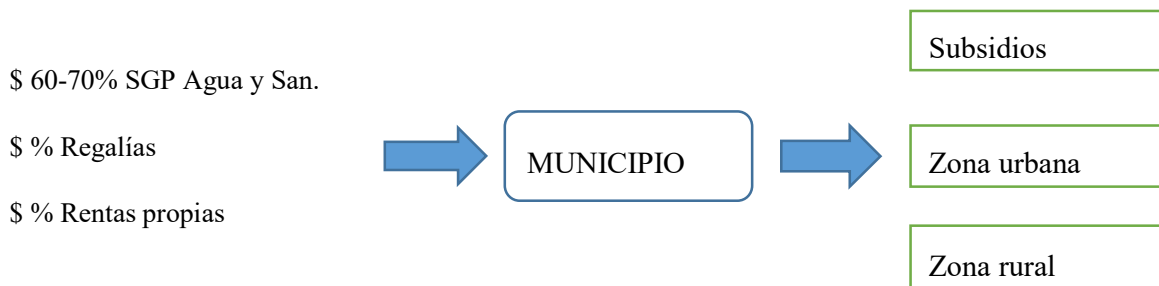 $ 60-70% SGP Agua y San.
$ % Regalías
$ % Rentas propias
MUNICIPIO
Subsidios
Zona urbana
Zona rural